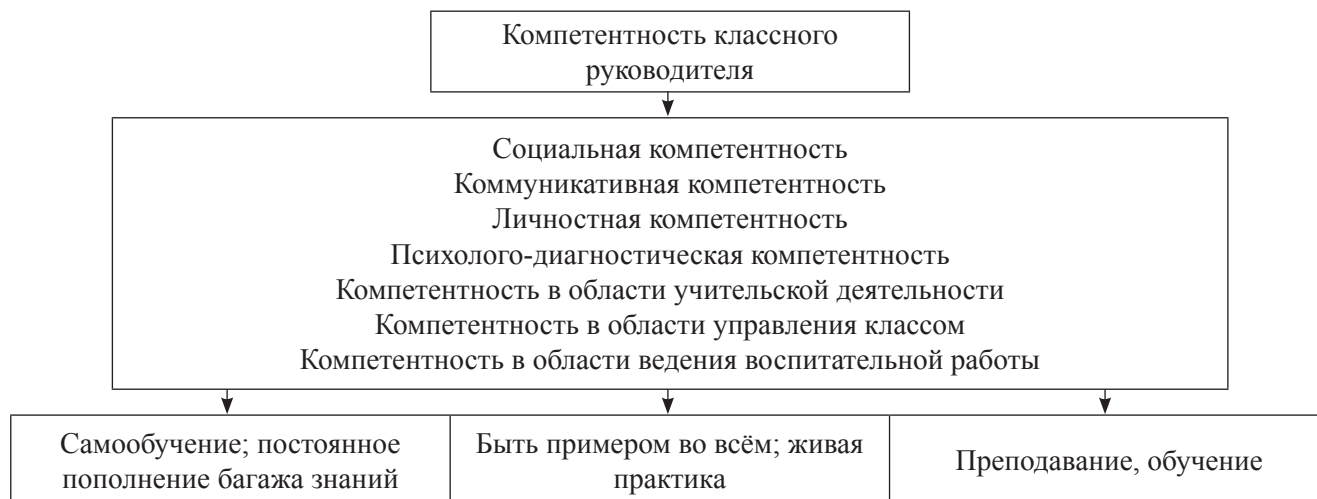 Компетентность классного
руководителя
Социальная компетентность
Коммуникативная компетентность
Личностная компетентность
Психолого-диагностическая компетентность
Компетентность в области учительской деятельности
Компетентность в области управления классом
Компетентность в области ведения воспитательной работы
Самообучение; постоянное
пополнение багажа знаний
Быть примером во всём; живая
практика
Преподавание, обучение